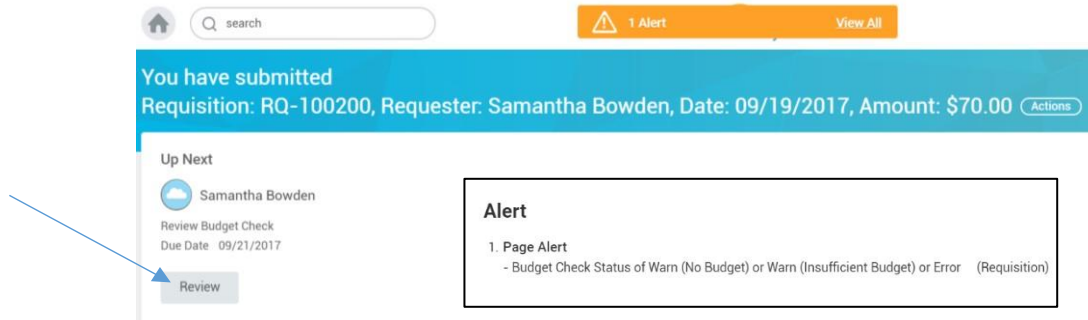 search
1 Alert View All
You have submitted
Requisition: RQ-100200, Requester: Samantha Bowden, Date: 09/19/2017, Amount: $70.00 Actions
Up Next
Samantha Bowden
Review Budget Check
Due Date 09/21/2017
Review
Alert
1. Page Alert
- Budget Check Status of Warn (No Budget) or Warn (Insufficient Budget) or Error (Requisition)